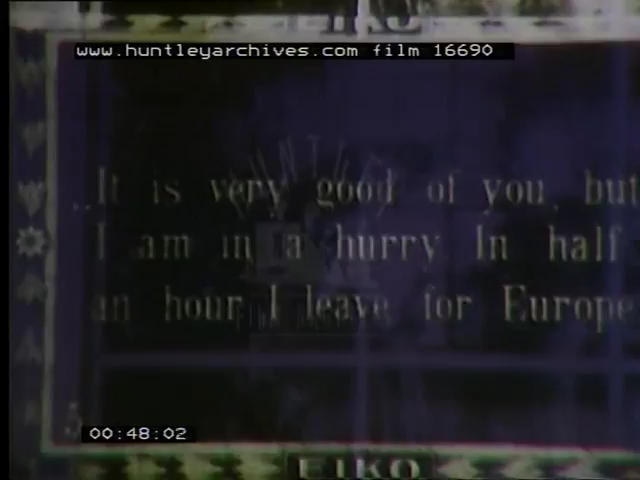 EIKO
www.huntleyarchives.com film 16690
It is very good of you, but
I am in a hurry In half
an hour I leave for Europe
00:48:02
EIKO